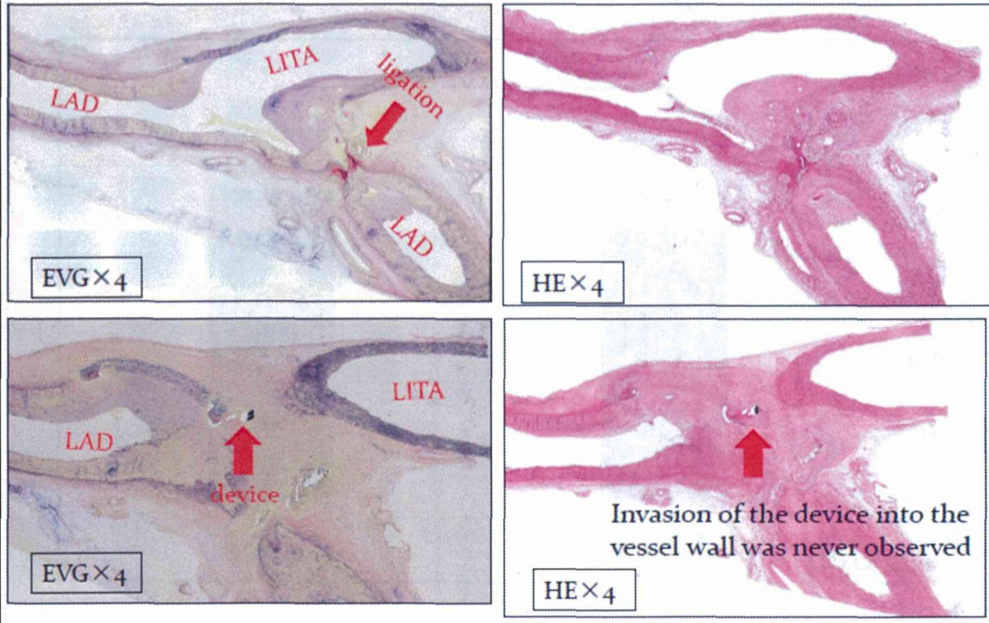 LITA
ligation
LAD
LAD
EVG×4
HE×4
LITA
LAD
device
EVG×4
Invasion of the device into the
vessel wall was never observed
HE×4